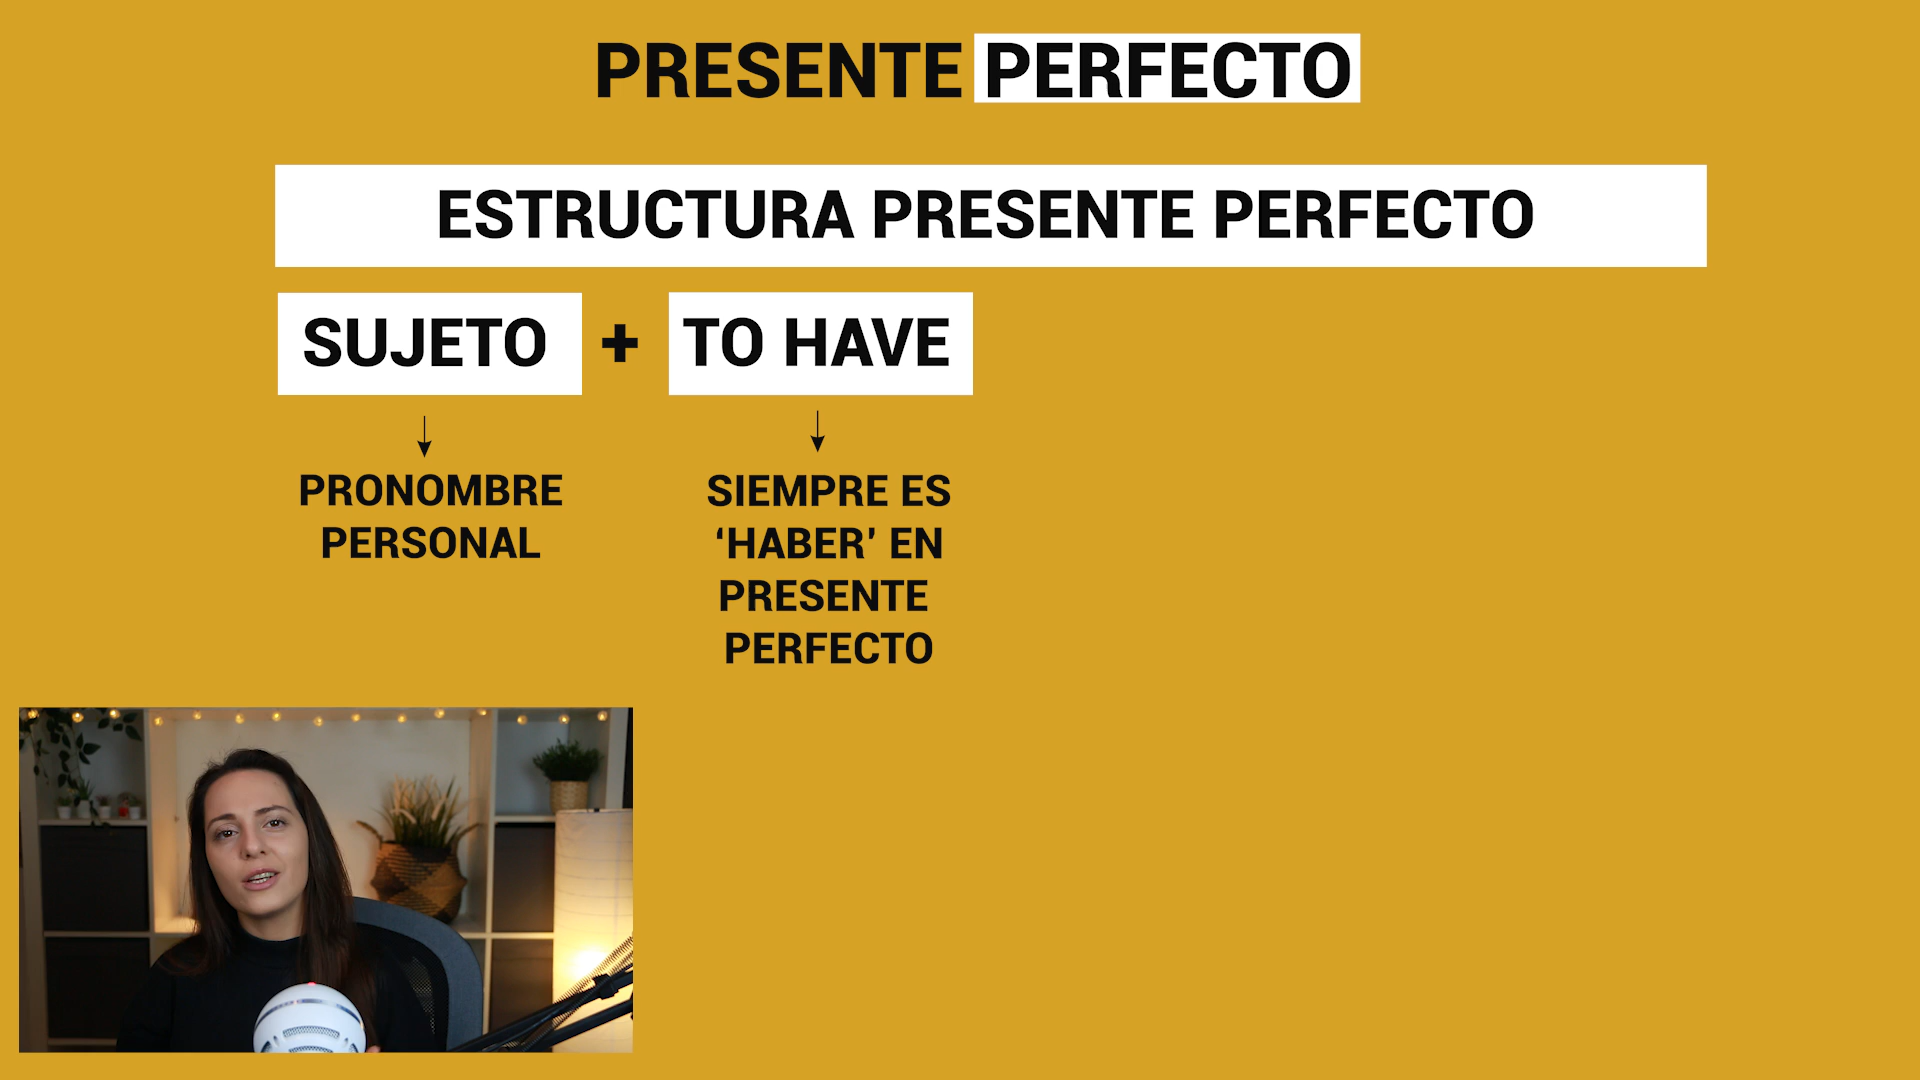 PRESENTE PERFECTO
ESTRUCTURA PRESENTE PERFECTO
SUJETO + TO HAVE
PRONOMBRE
PERSONAL
SIEMPRE ES
‘HABER’ EN
PRESENTE
PERFECTO